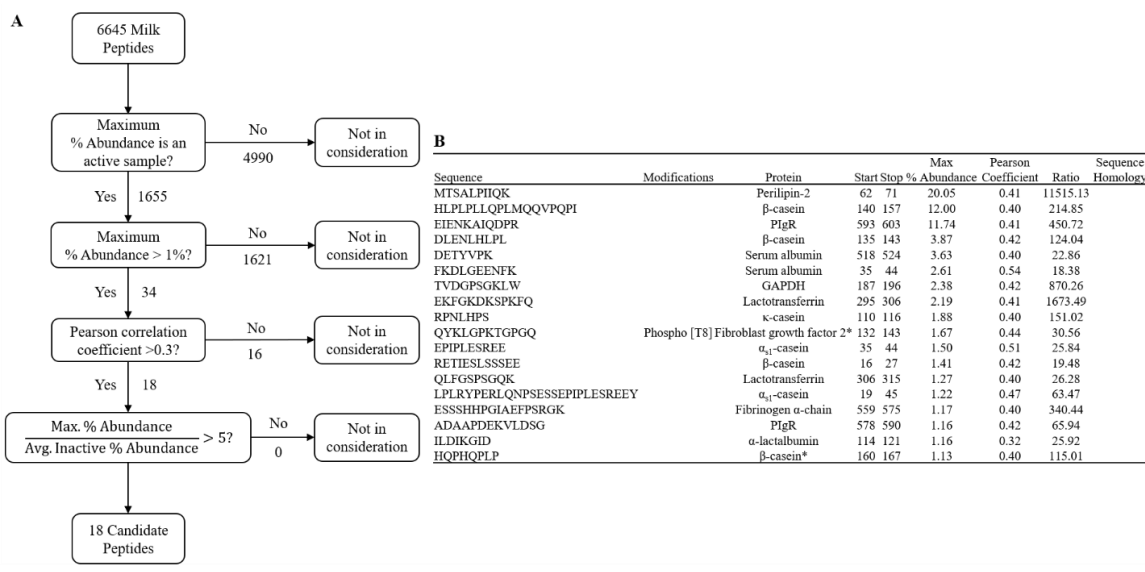 A
6645 Milk
Peptides
Maximum
% Abundance is an
active sample?
No
4990
Not in
consideration
Yes 1655
Maximum
% Abundance > 1%?
No
1621
Not in
consideration
Yes 34
Pearson correlation
coefficient >0.3?
No
16
Not in
consideration
Yes 18
Max. % Abundance
Avg. Inactive % Abundance
> 5?
No
0
Not in
consideration
18 Candidate
Peptides
B
Sequence Modifications Protein Start Stop Max % Abundance Pearson Coefficient Ratio Sequence Homology
MTSALPIIQK Perilipin-2 62 71 20.05 0.41 11515.13
HLPLPLLQPLMQQVPQPI β-casein 140 157 12.00 0.40 214.85
EIENKAIQDPR PIgR 593 603 11.74 0.41 450.72
DLENLHLPL β-casein 135 143 3.87 0.42 124.04
DETYVPK Serum albumin 518 524 3.63 0.40 22.86
FKDLGEENFK Serum albumin 35 44 2.61 0.54 18.38
TVDGPSGKLW GAPDH 187 196 2.38 0.42 870.26
EKFGKDKSPKFQ Lactotransferrin 295 306 2.19 0.41 1673.49
RPNLHPS κ-casein 110 116 1.88 0.40 151.02
QYKLGPKTGPGQ Phospho [T8] Fibroblast growth factor 2* 132 143 1.67 0.44 30.56
EPIPLESREE αs1-casein 35 44 1.50 0.51 25.84
RETIESLSSSEE β-casein 16 27 1.41 0.42 19.48
QLFGSPSGQK Lactotransferrin 306 315 1.27 0.40 26.28
LPLRYPERLQNPSESSEPIPLESREEY αs1-casein 19 45 1.22 0.47 63.47
ESSSHHPGIAEFPSRGK Fibrinogen α-chain 559 575 1.17 0.40 340.44
ADAAPDEKVLDSG PIgR 578 590 1.16 0.42 65.94
ILDIKGID α-lactalbumin 114 121 1.16 0.32 25.92
HQPHQPLP β-casein* 160 167 1.13 0.40 115.01